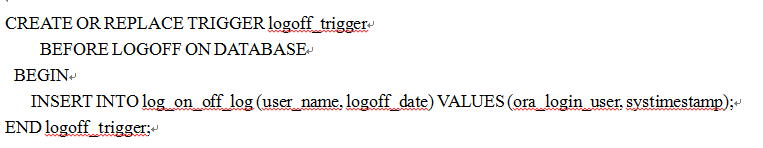 CREATE OR REPLACE TRIGGER logoff_trigger
BEFORE LOGOFF ON DATABASE
BEGIN
INSERT INTO log_on_off_log (user_name, logoff_date) VALUES (ora_login_user, systimestamp);
END logoff_trigger;